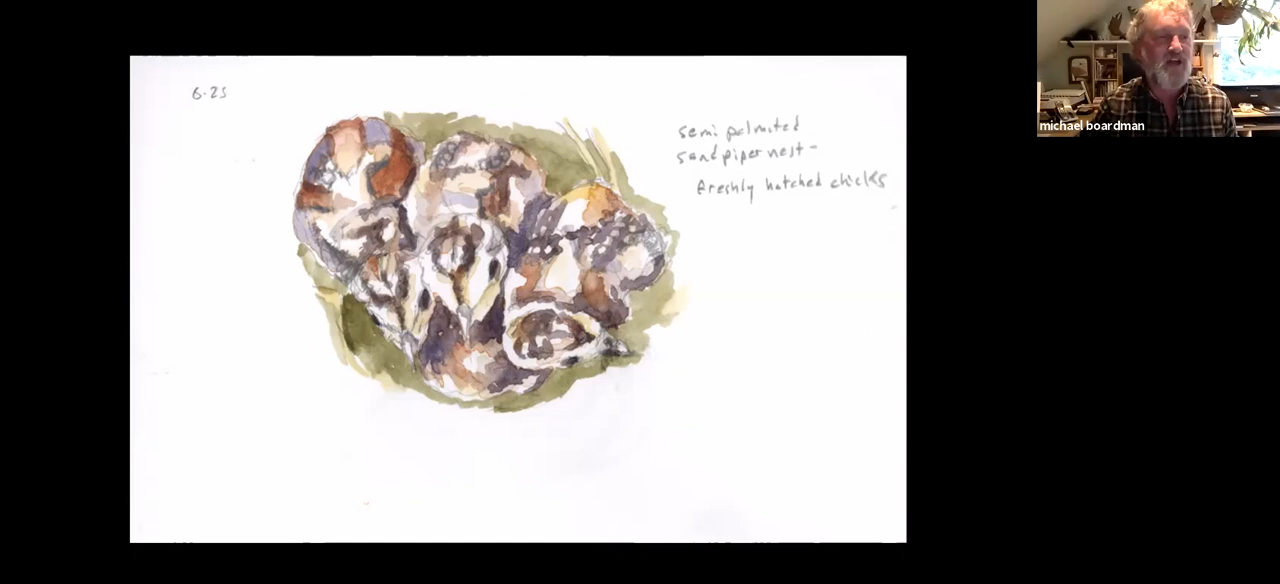 6.25
semi palmated
sandpiper nest -
freshly hatched chicks
michael boardman